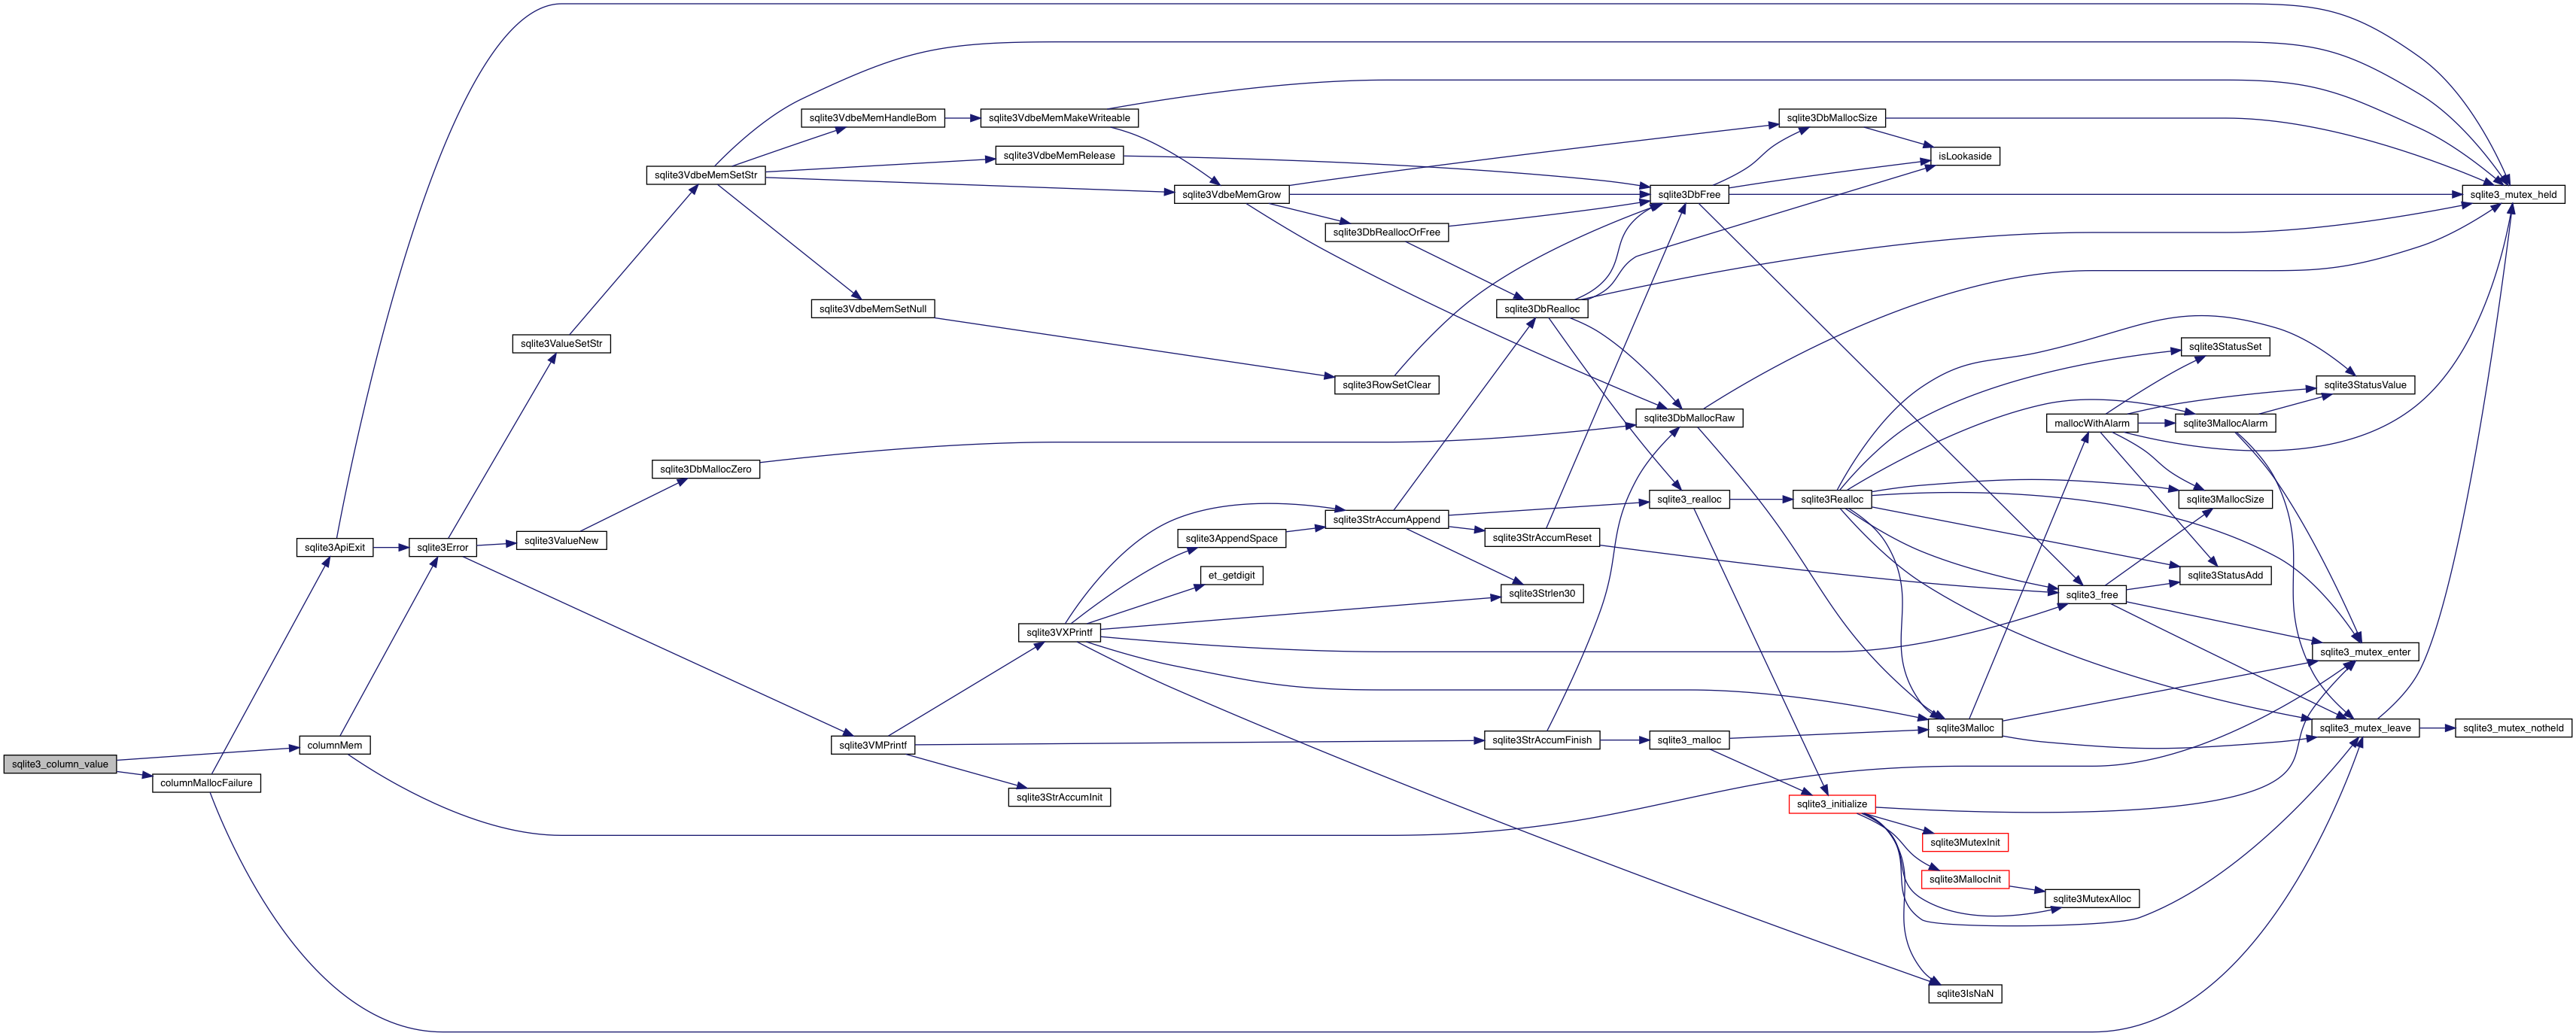 sqlite3_column_value
columnMem
columnMallocFailure
sqlite3ApiExit
sqlite3Error
sqlite3ValueSetStr
sqlite3ValueNew
sqlite3VdbeMemSetStr
sqlite3DbMallocZero
sqlite3VdbeMemHandleBom
sqlite3VdbeMemSetNull
sqlite3VMPrintf
sqlite3VdbeMemMakeWriteable
sqlite3VdbeMemRelease
sqlite3VXPrintf
sqlite3StrAccumInit
sqlite3VdbeMemGrow
sqlite3AppendSpace
et_getdigit
sqlite3DbReallocOrFree
sqlite3RowSetClear
sqlite3StrAccumAppend
sqlite3DbRealloc
sqlite3StrAccumReset
sqlite3Strlen30
sqlite3StrAccumFinish
sqlite3DbFree
sqlite3DbMallocRaw
sqlite3_realloc
sqlite3_malloc
sqlite3DbMallocSize
sqlite3Realloc
sqlite3_initialize
isLookaside
sqlite3Malloc
sqlite3MutexInit
sqlite3MallocInit
sqlite3IsNaN
mallocWithAlarm
sqlite3_free
sqlite3MutexAlloc
sqlite3StatusSet
sqlite3MallocAlarm
sqlite3MallocSize
sqlite3StatusAdd
sqlite3StatusValue
sqlite3_mutex_enter
sqlite3_mutex_leave
sqlite3_mutex_held
sqlite3_mutex_notheld